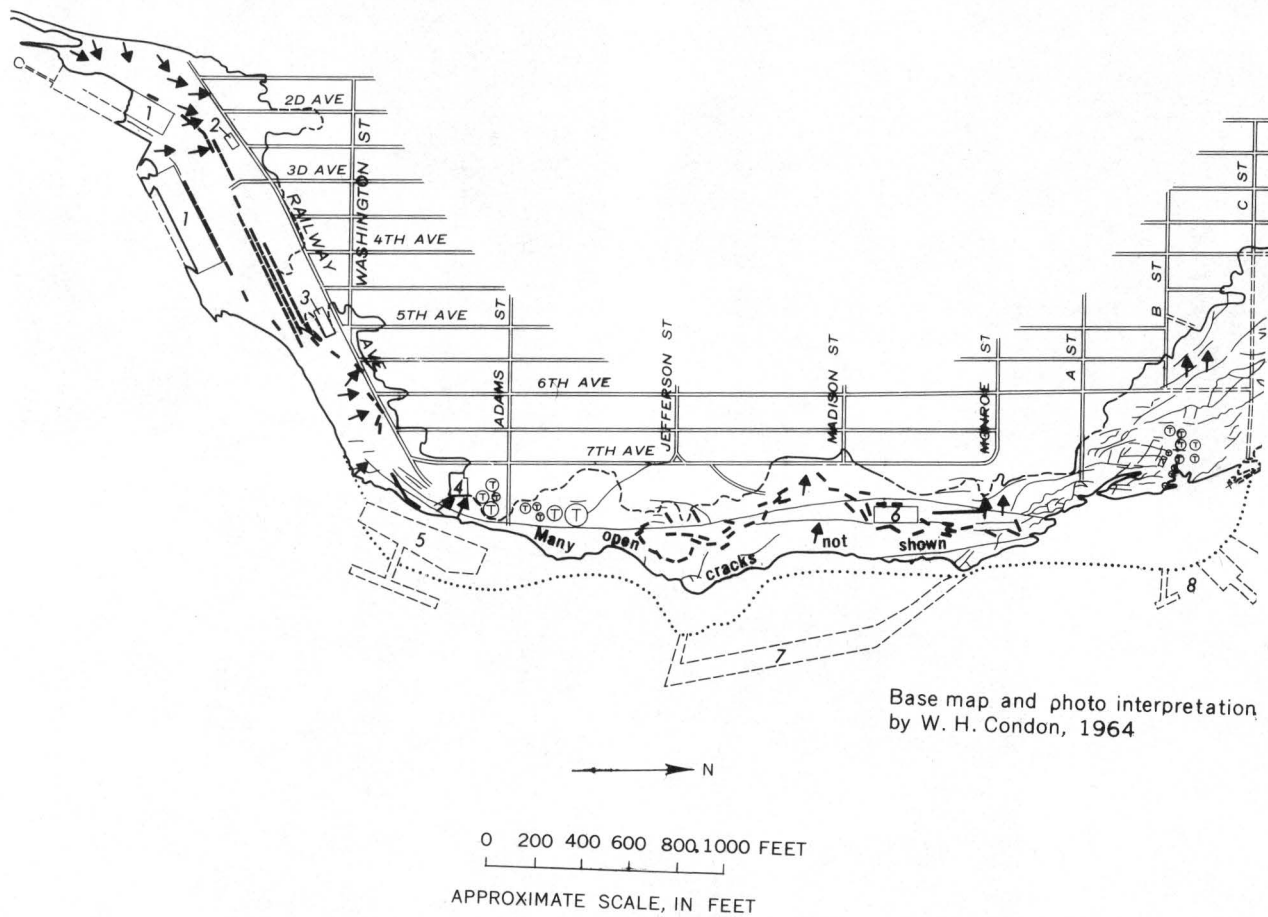 2D AVE
3D AVE
4TH AVE
5TH AVE
6TH AVE
7TH AVE
RAILWAY AVE
WASHINGTON ST
ADAMS ST
JEFFERSON ST
MADISON ST
MONROE ST
A ST
B ST
C ST
1
2
1
3
4
5
6
7
8
T T T T T T
T T T T T
Many open cracks not shown
Base map and photo interpretation
by W. H. Condon, 1964
N
0 200 400 600 800 1000 FEET
APPROXIMATE SCALE, IN FEET